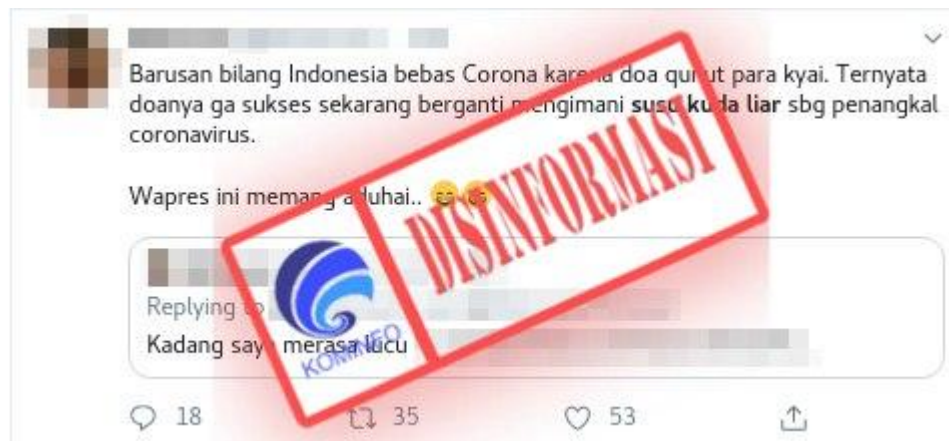 Barusan bilang Indonesia bebas Corona karena doa qunut para kyai. Ternyata
doanya ga sukses sekarang berganti mengimani susu kuda liar sbg penangkal
coronavirus.
Wapres ini memang aduhai..
DISINFORMASI
KOMINFO
Replying to
Kadang saya merasa lucu
18 35 53